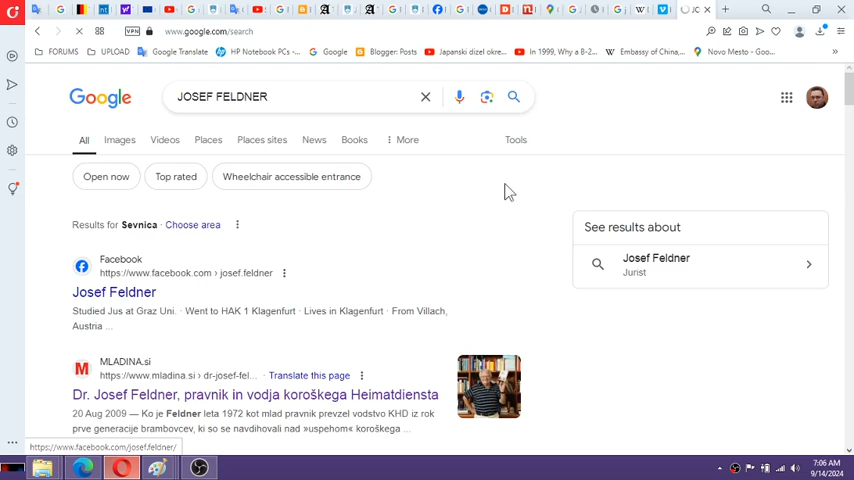 VPN www.google.com/search
FORUMS UPLOAD Google Translate HP Notebook PCs -... Google Blogger: Posts Japanski dizel okre... In 1999, Why a B-2... Embassy of China,... Novo Mesto - Goo...
Google JOSEF FELDNER
All Images Videos Places Places sites News Books More Tools
Open now Top rated Wheelchair accessible entrance
Results for Sevnica · Choose area
See results about
Josef Feldner
Jurist
Facebook
https://www.facebook.com › josef.feldner
Josef Feldner
Studied Jus at Graz Uni. · Went to HAK 1 Klagenfurt · Lives in Klagenfurt · From Villach,
Austria ...
MLADINA.si
https://www.mladina.si › dr-josef-fel... · Translate this page
Dr. Josef Feldner, pravnik in vodja koroškega Heimatdiensta
20 Aug 2009 — Ko je Feldner leta 1972 kot mlad pravnik prevzel vodstvo KHD iz rok
prve generacije brambovcev, ki so se navdihovali nad »uspehom« koroškega ...
https://www.facebook.com/josef.feldner/
7:06 AM
9/14/2024